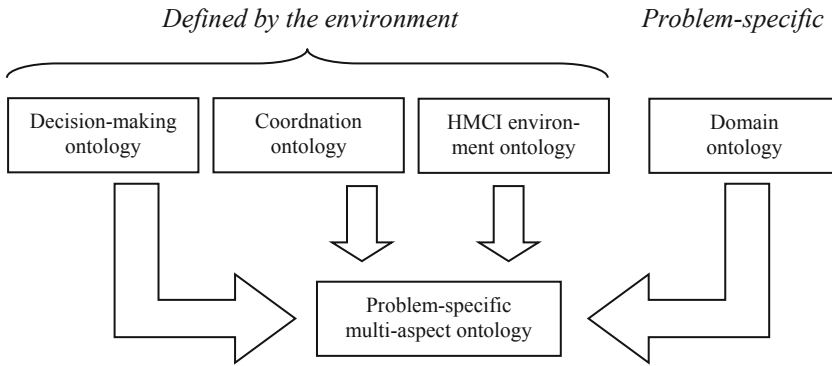 Defined by the environment
Problem-specific
Decision-making
ontology
Coordnation
ontology
HMCI environ-
ment ontology
Domain
ontology
Problem-specific
multi-aspect ontology